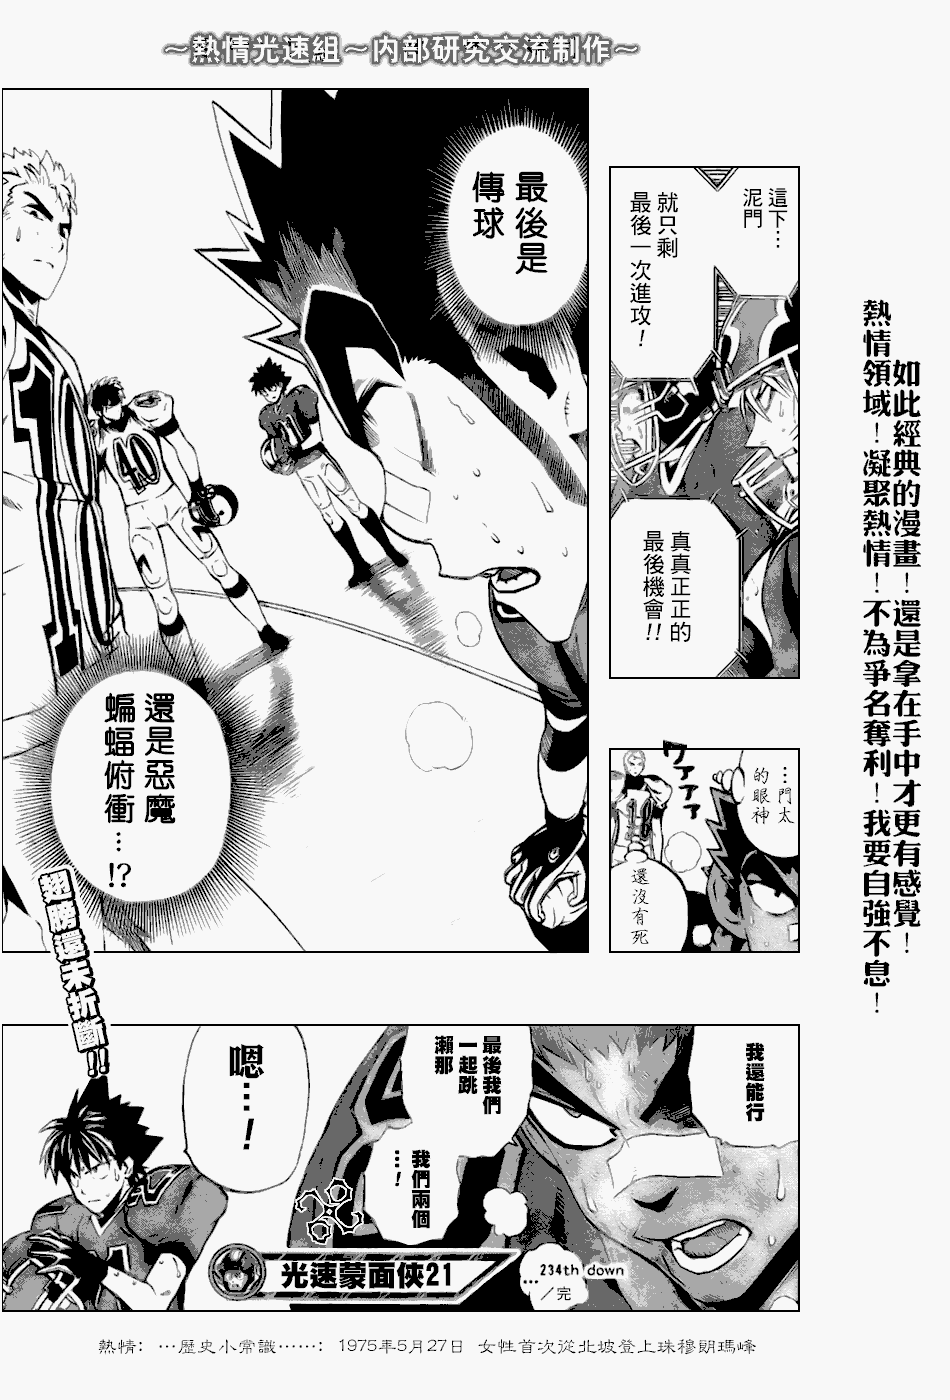 ～熱情光速組～內部研究交流制作～
這下…
泥門
就只剩
最後一次進攻！
真真正正的
最後機會!!
最後是
傳球
還是惡魔
蝙蝠俯衝…!?
ワァァァ
…門太
的眼神
還沒有死
翅膀還未折斷!!
我還能行
最後我們
一起跳
瀨那
我們兩個
…！
嗯…！
光速蒙面俠21
…234th down
／完
如此經典的漫畫！還是拿在手中才更有感覺！
熱情領域！凝聚熱情！不為爭名奪利！我要自強不息！
熱情：…歷史小常識……：1975年5月27日 女性首次從北坡登上珠穆朗瑪峰
40
1
18